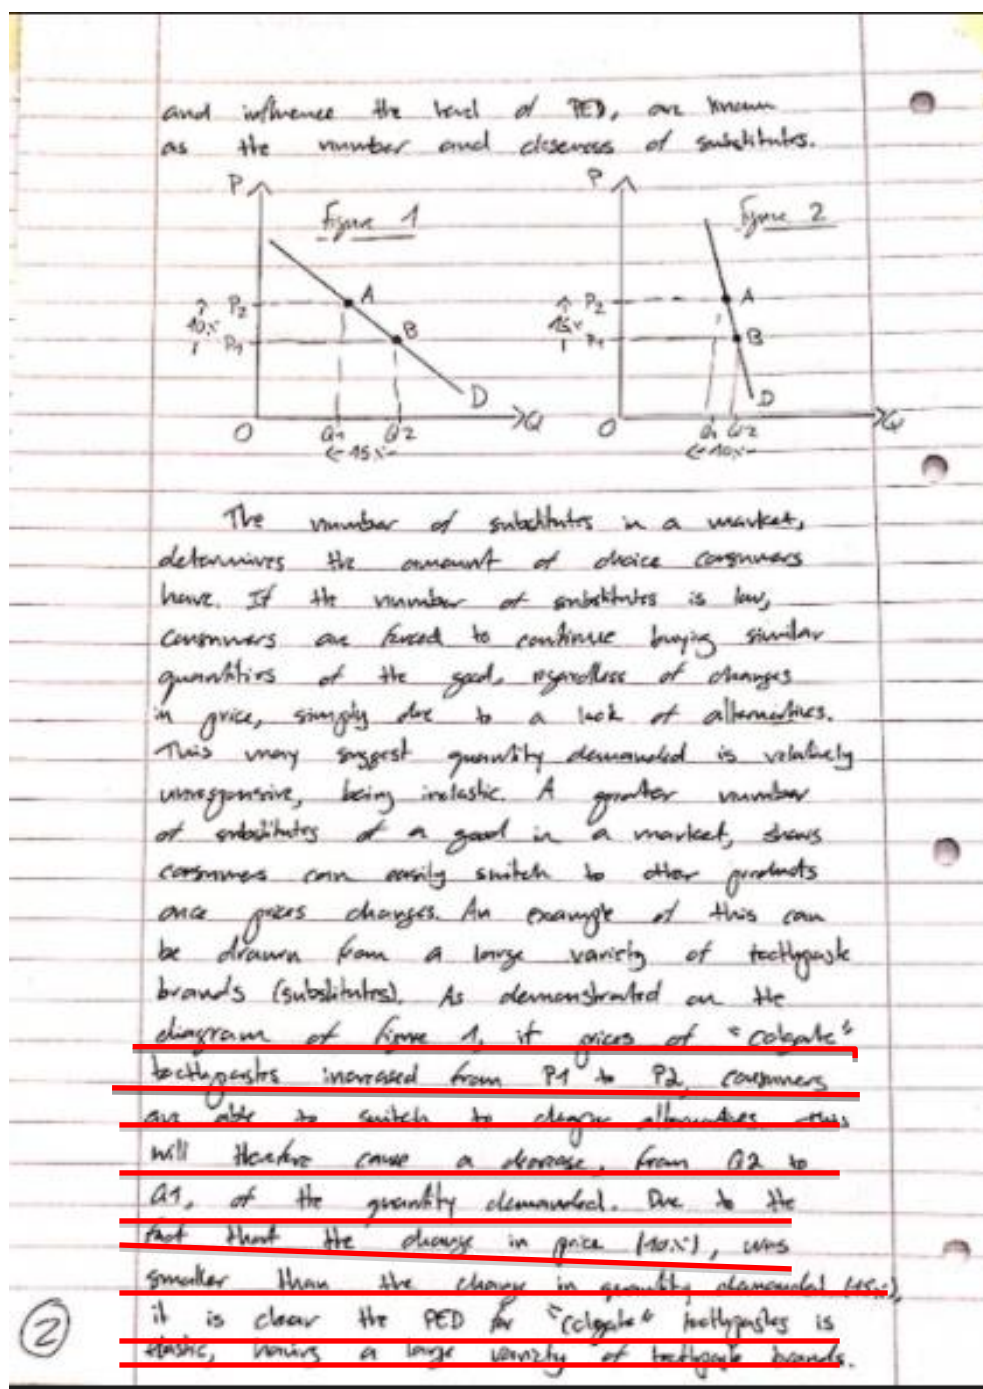 and influence the level of PED, are known
as the number and closeness of substitutes.
P Figure 1
P₂ A
10%
P1 B
D
O Q1 Q2 Q
← 15%
P Figure 2
P₂ A
15%
P1 B
D
O Q1 Q2 Q
← 10%
The number of substitutes in a market,
determines the amount of choice consumers
have. If the number of substitutes is low,
consumers are forced to continue buying similar
quantities of the good, regardless of changes
in price, simply due to a lack of alternatives.
This may suggest quantity demanded is relatively
unresponsive, being inelastic. A greater number
of substitutes of a good in a market, shows
consumers can easily switch to other products
once prices changes. An example of this can
be drawn from a large variety of toothpaste
brands (substitutes). As demonstrated on the
diagram of figure 1, if prices of "colgate"
toothpastes increased from P1 to P2, consumers
are able to switch to cheaper alternatives. this
will therefore cause a decrease, from Q2 to
Q1, of the quantity demanded. Due to the
fact that the change in price (10%), was
smaller than the change in quantity demanded (15%),
it is clear the PED for "colgate" toothpastes is
elastic, having a large variety of toothpaste brands.
2